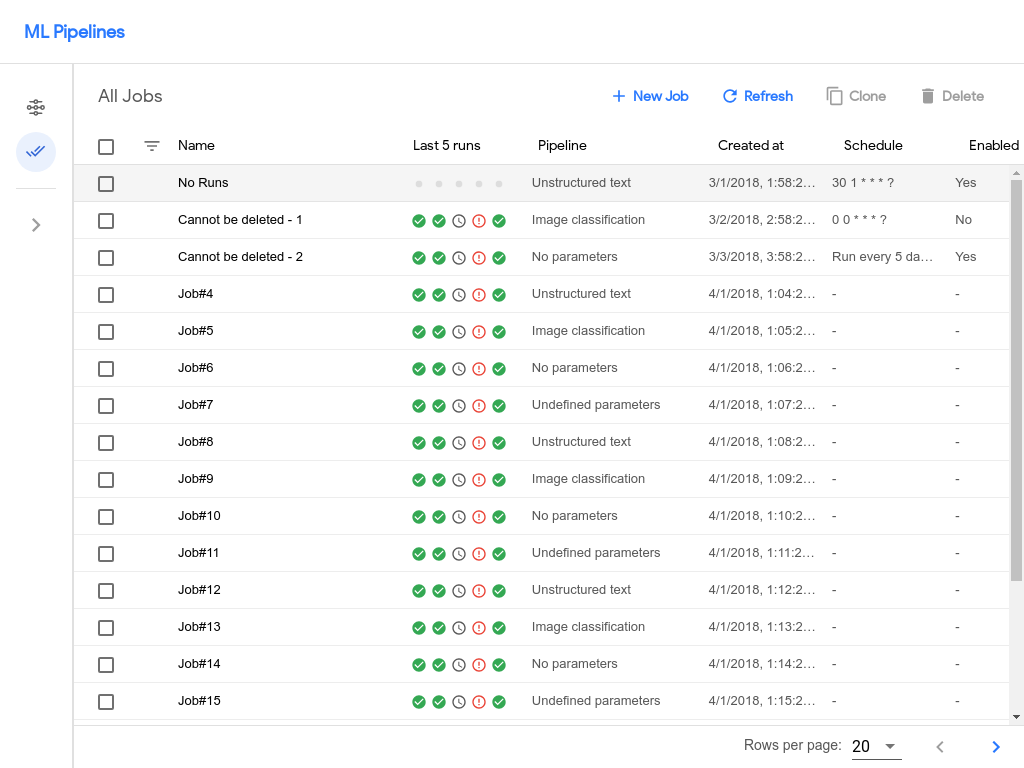 ML Pipelines
All Jobs + New Job Refresh Clone Delete
Name Last 5 runs Pipeline Created at Schedule Enabled
No Runs Unstructured text 3/1/2018, 1:58:2... 30 1 * * * ? Yes
Cannot be deleted - 1 Image classification 3/2/2018, 2:58:2... 0 0 * * * ? No
Cannot be deleted - 2 No parameters 3/3/2018, 3:58:2... Run every 5 da... Yes
Job#4 Unstructured text 4/1/2018, 1:04:2... - -
Job#5 Image classification 4/1/2018, 1:05:2... - -
Job#6 No parameters 4/1/2018, 1:06:2... - -
Job#7 Undefined parameters 4/1/2018, 1:07:2... - -
Job#8 Unstructured text 4/1/2018, 1:08:2... - -
Job#9 Image classification 4/1/2018, 1:09:2... - -
Job#10 No parameters 4/1/2018, 1:10:2... - -
Job#11 Undefined parameters 4/1/2018, 1:11:2... - -
Job#12 Unstructured text 4/1/2018, 1:12:2... - -
Job#13 Image classification 4/1/2018, 1:13:2... - -
Job#14 No parameters 4/1/2018, 1:14:2... - -
Job#15 Undefined parameters 4/1/2018, 1:15:2... - -
Rows per page: 20